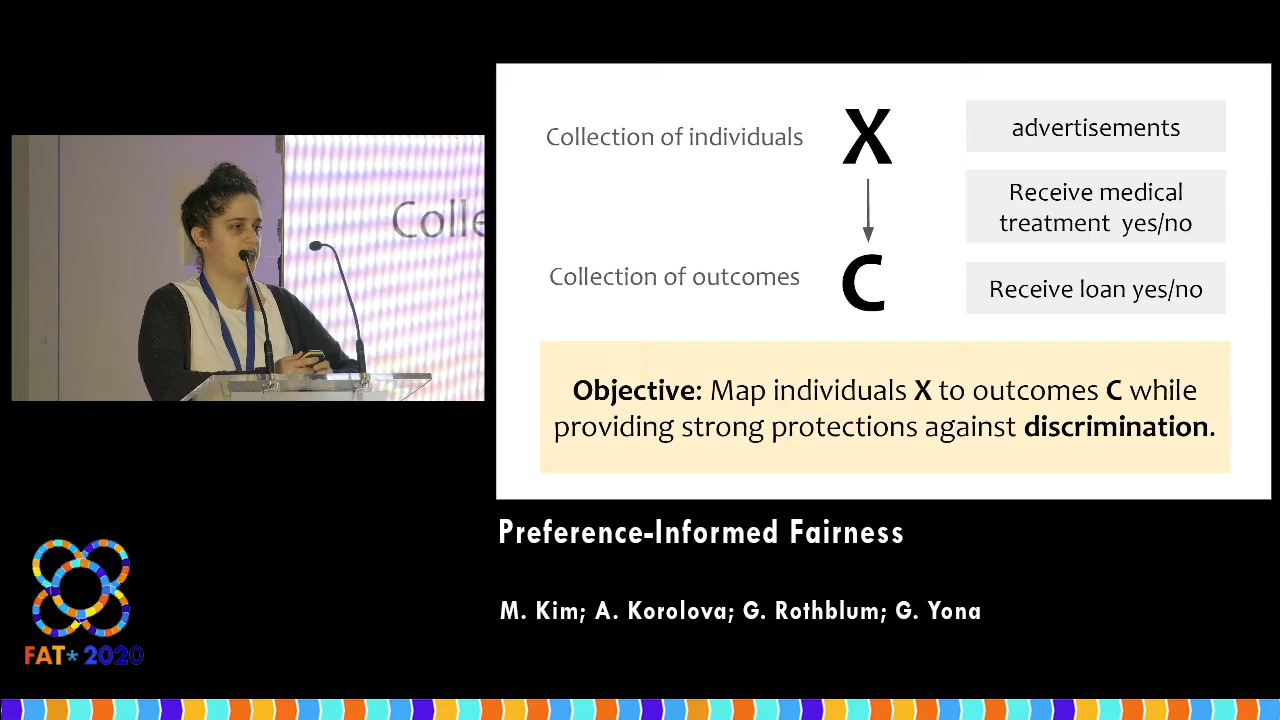 Colle
Collection of individuals
X
Collection of outcomes
C
advertisements
Receive medical
treatment yes/no
Receive loan yes/no
Objective: Map individuals X to outcomes C while
providing strong protections against discrimination.
Preference-Informed Fairness
M. Kim; A. Korolova; G. Rothblum; G. Yona
FAT* 2020